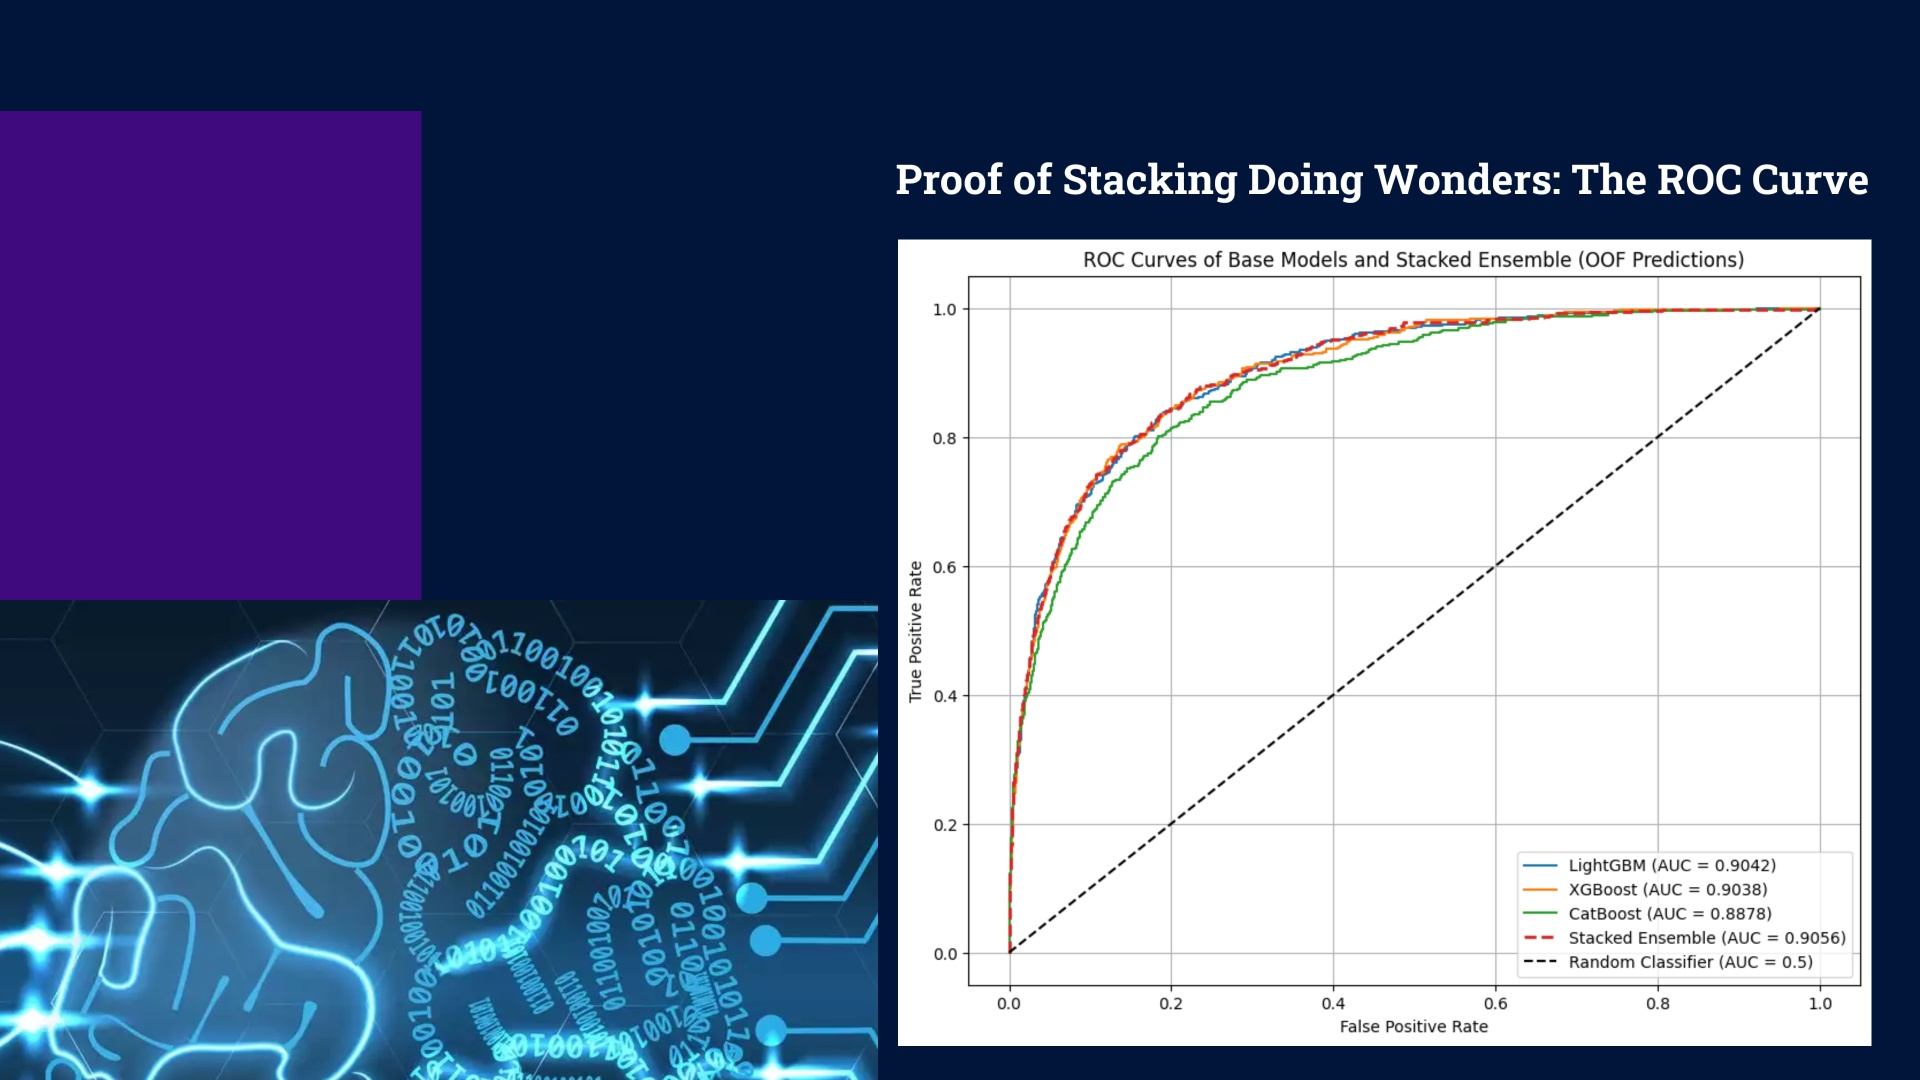 Proof of Stacking Doing Wonders: The ROC Curve
ROC Curves of Base Models and Stacked Ensemble (OOF Predictions)
True Positive Rate
1.0
0.8
0.6
0.4
0.2
0.0
0.0 0.2 0.4 0.6 0.8 1.0
False Positive Rate
LightGBM (AUC = 0.9042)
XGBoost (AUC = 0.9038)
CatBoost (AUC = 0.8878)
Stacked Ensemble (AUC = 0.9056)
Random Classifier (AUC = 0.5)